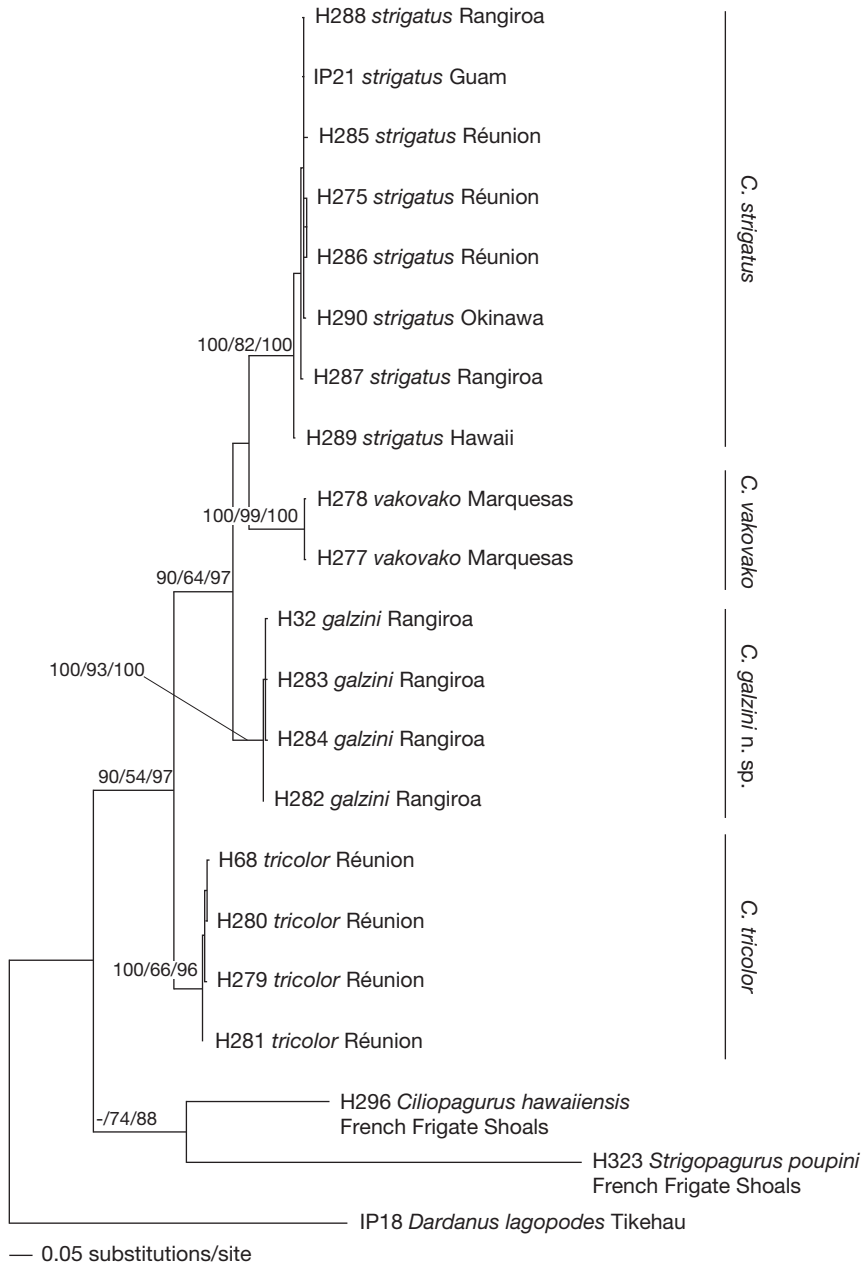 H288 strigatus Rangiroa
IP21 strigatus Guam
H285 strigatus Réunion
H275 strigatus Réunion
H286 strigatus Réunion
H290 strigatus Okinawa
100/82/100
H287 strigatus Rangiroa
H289 strigatus Hawaii
C. strigatus
H278 vakovako Marquesas
100/99/100
H277 vakovako Marquesas
C. vakovako
90/64/97
H32 galzini Rangiroa
100/93/100
H283 galzini Rangiroa
H284 galzini Rangiroa
H282 galzini Rangiroa
C. galzini n. sp.
90/54/97
H68 tricolor Réunion
H280 tricolor Réunion
100/66/96
H279 tricolor Réunion
H281 tricolor Réunion
C. tricolor
-/74/88
H296 Ciliopagurus hawaiiensis
French Frigate Shoals
H323 Strigopagurus poupini
French Frigate Shoals
IP18 Dardanus lagopodes Tikehau
0.05 substitutions/site